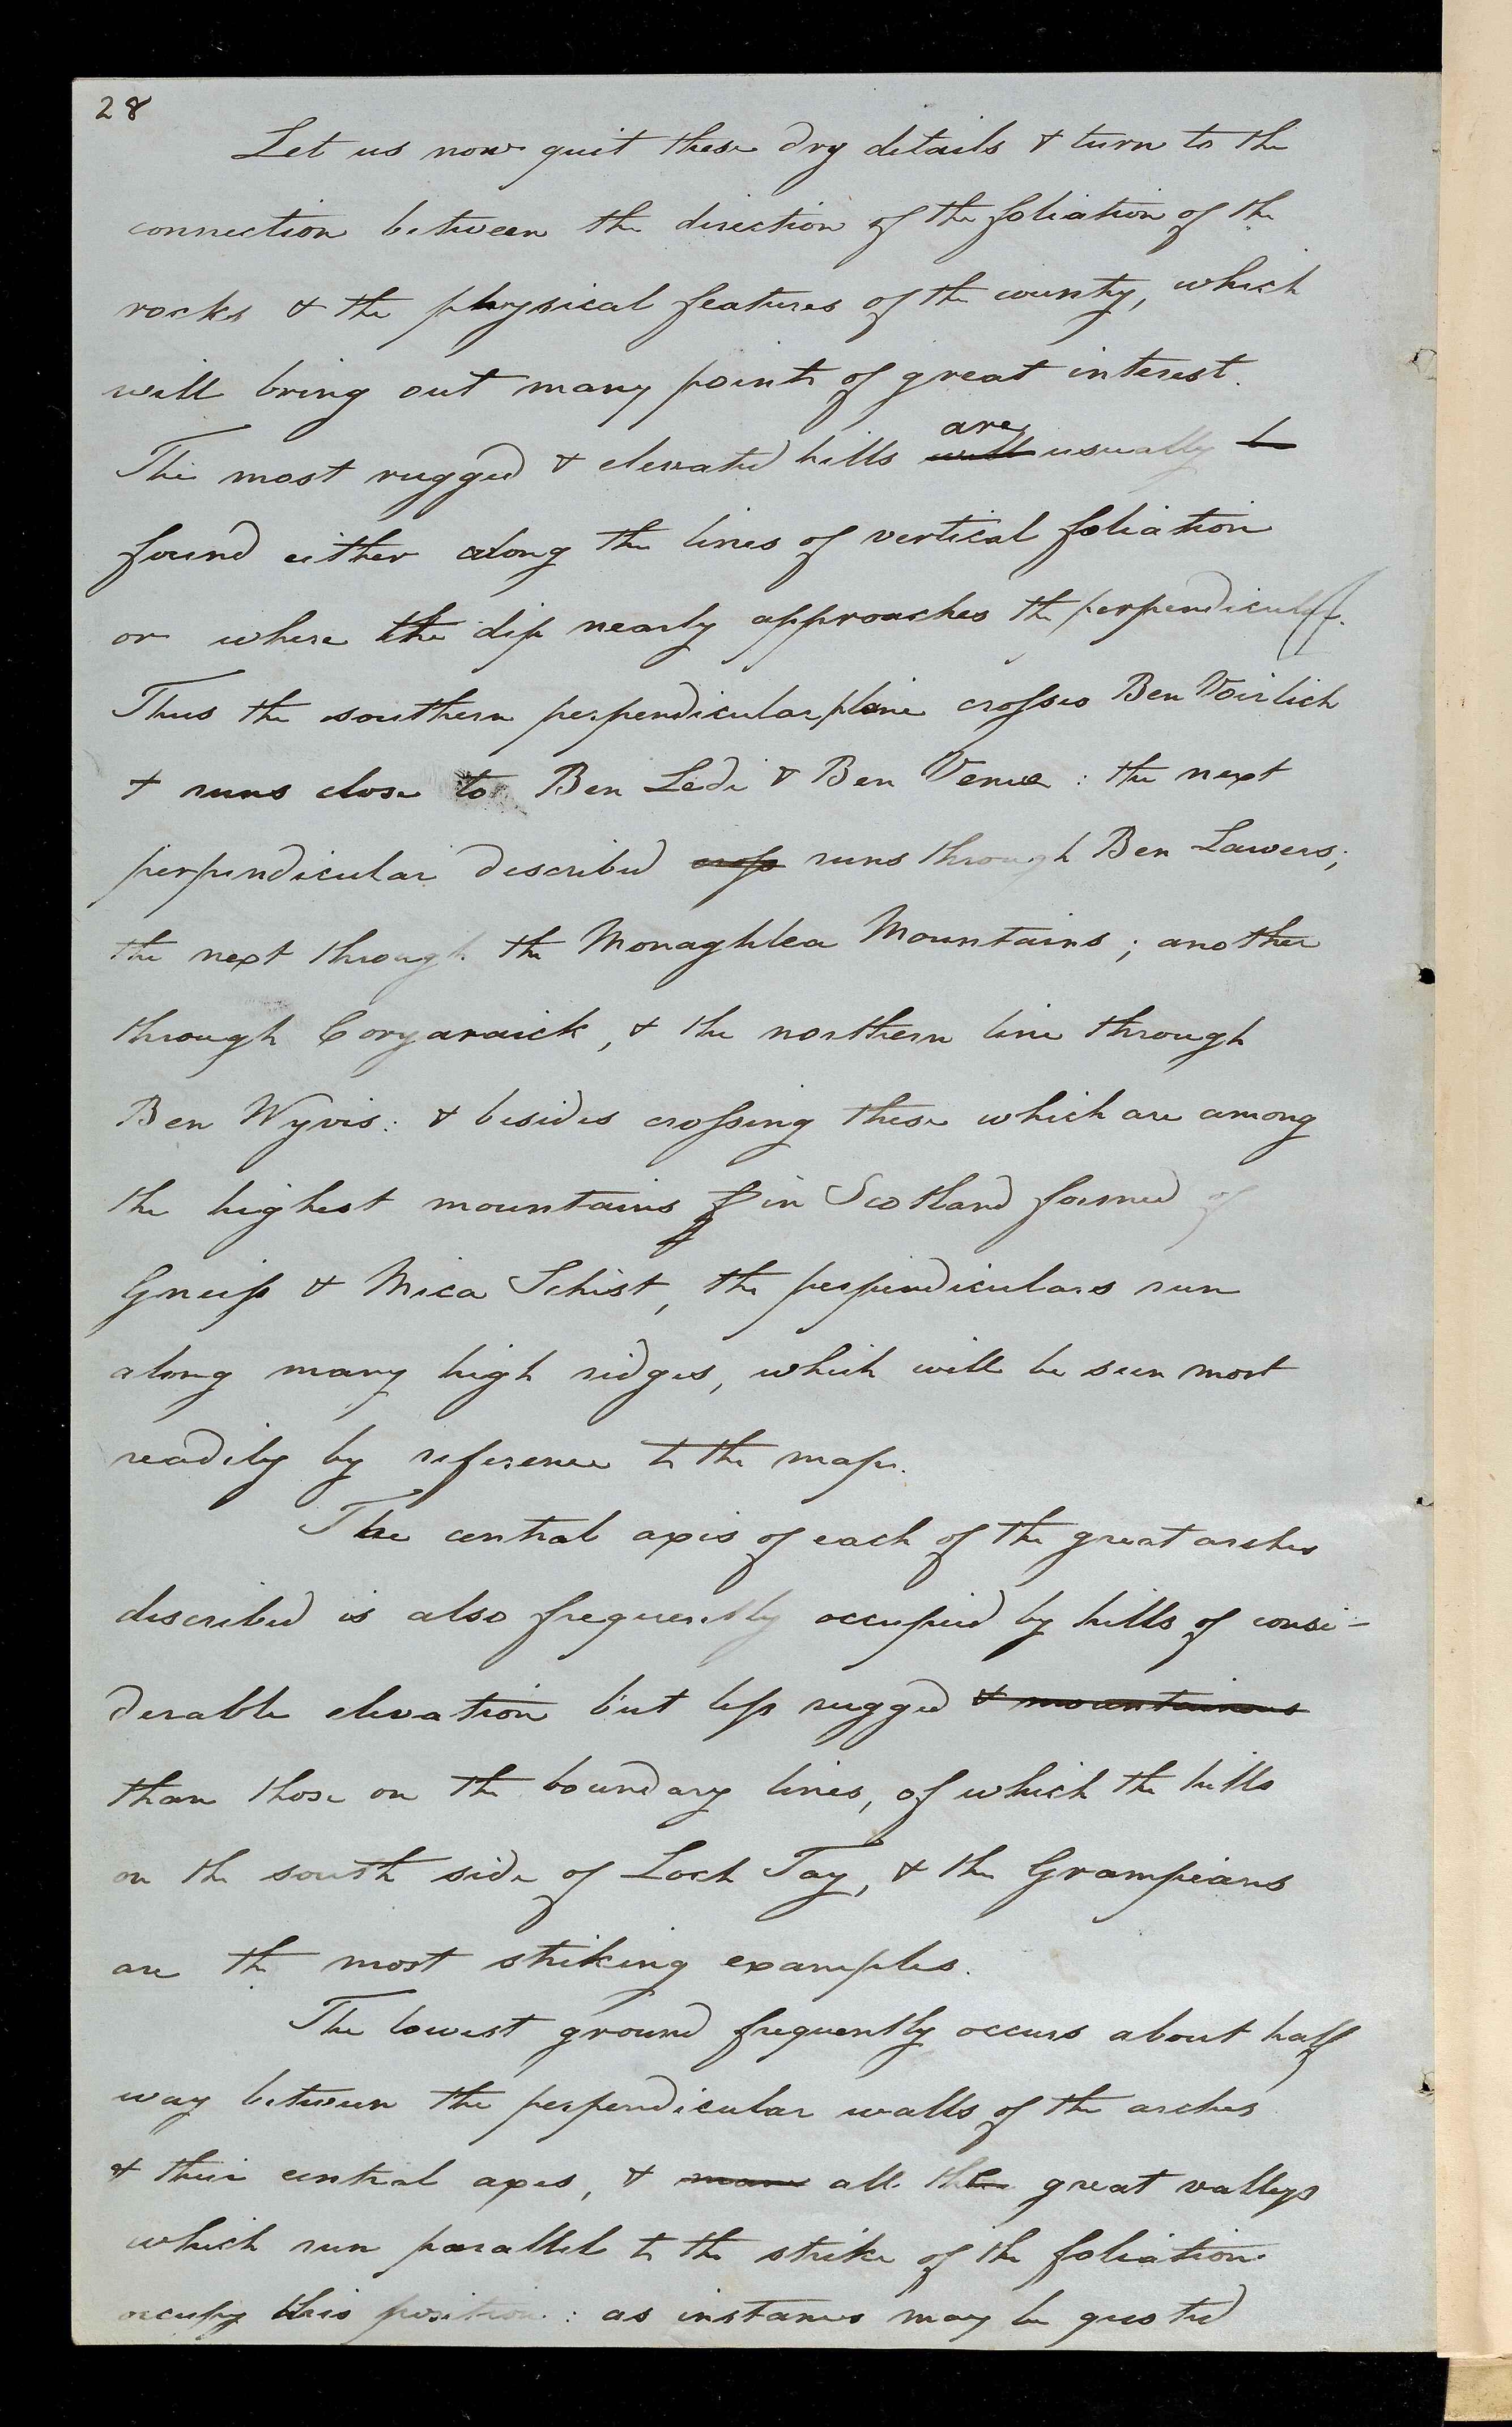 28
Let us now quit these dry details & turn to the
connection between the direction of the foliation of the
rocks & the physical features of the county, which
will bring out many points of great interest.
The most rugged & elevated hills will are usually be
found either along the lines of vertical foliation
or where the dip nearly approaches the perpendicular.
Thus the southern perpendicular plane crosses Ben Voirlich
& runs close to Ben Ledi & Ben Venue : the next
perpendicular described cross runs through Ben Lawers;
the next through the Monaghlea Mountains ; another
through Coryaraick, & the northern line through
Ben Wyvis: & besides crossing these which are among
the highest mountains of in Scotland formed of
Gneiss & Mica Schist, the perpendiculars run
along many high ridges, which will be seen most
readily by reference to the map.
The central axis of each of the great arches
described is also frequently occupied by hills of consi-
derable elevation but less rugged & mountainous
than those on the boundary lines, of which the hills
on the south side of Loch Tay, & the Grampians
are the most striking examples.
The lowest ground frequently occurs about half
way between the perpendicular walls of the arches
& their central axes, & many all the great valleys
which run parallel to the strike of the foliation
occupy this position : as instances may be quoted